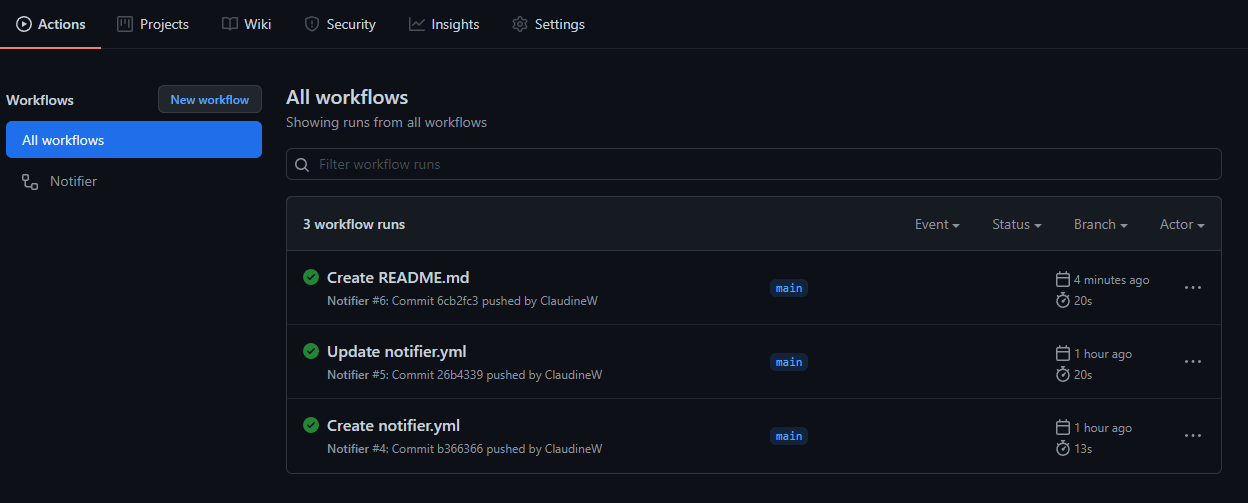 Actions Projects Wiki Security Insights Settings
Workflows
New workflow
All workflows
Notifier
All workflows
Showing runs from all workflows
Filter workflow runs
3 workflow runs Event Status Branch Actor
Create README.md
Notifier #6: Commit 6cb2fc3 pushed by ClaudineW
main
4 minutes ago
20s
Update notifier.yml
Notifier #5: Commit 26b4339 pushed by ClaudineW
main
1 hour ago
20s
Create notifier.yml
Notifier #4: Commit b366366 pushed by ClaudineW
main
1 hour ago
13s